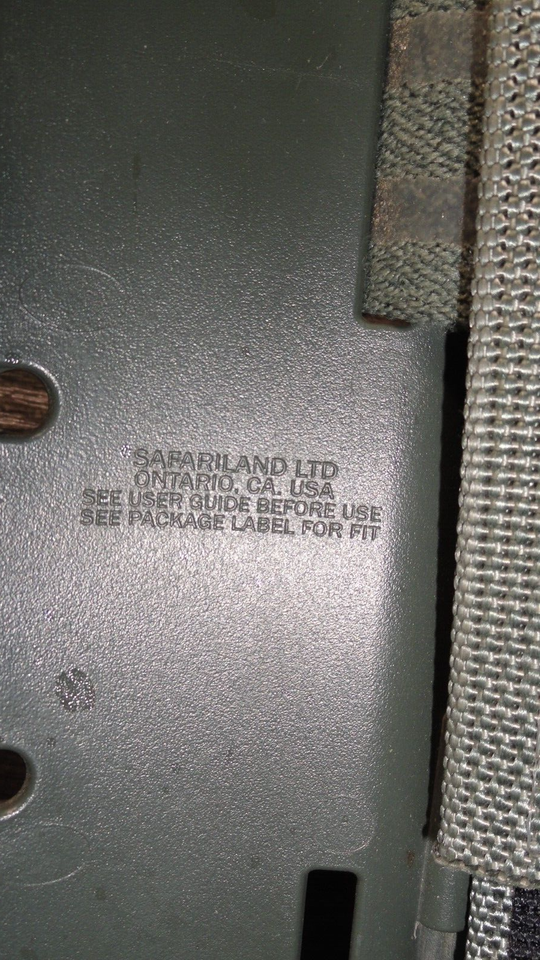 SAFARILAND LTD
ONTARIO, CA. USA
SEE USER GUIDE BEFORE USE
SEE PACKAGE LABEL FOR FIT